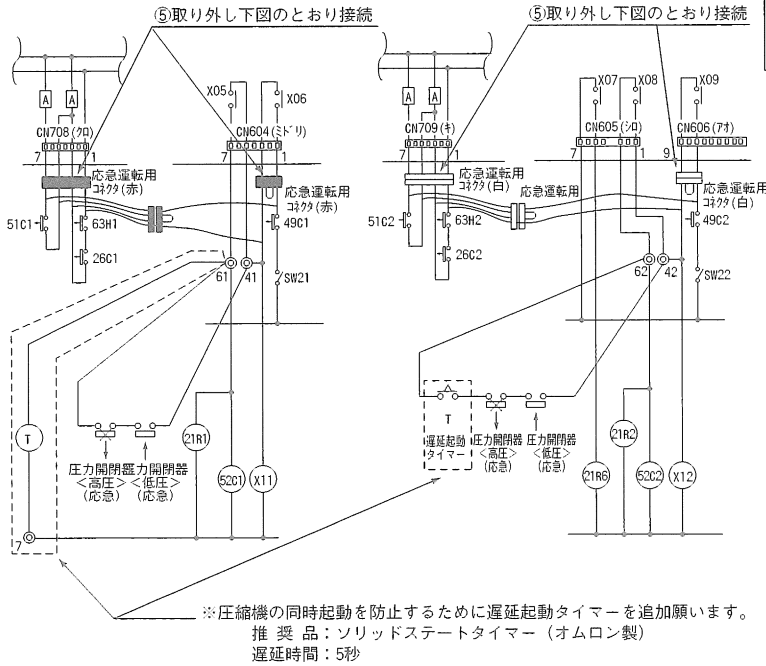 ⑤取り外し下図のとおり接続
⑤取り外し下図のとおり接続
A
A
X05
X06
CN708(クロ)
CN604(ミドリ)
7
1
7
1
応急運転用
コネクタ(赤)
応急運転用
コネクタ(赤)
51C1
63H1
49C1
26C1
61
41
SW21
T
圧力開閉器
<高圧>
(応急)
圧力開閉器
<低圧>
(応急)
21R1
52C1
X11
7
A
A
X07
X08
X09
CN709(キ)
CN605(シロ)
CN606(アオ)
7
1
7
1
9
応急運転用
コネクタ(白)
応急運転用
応急運転用
コネクタ(白)
51C2
63H2
49C2
26C2
62
42
SW22
T
遅延起動
タイマー
圧力開閉器
<高圧>
(応急)
圧力開閉器
<低圧>
(応急)
21R2
21R6
52C2
X12
※圧縮機の同時起動を防止するために遅延起動タイマーを追加願います。
推 奨 品：ソリッドステートタイマー（オムロン製）
遅延時間：5秒